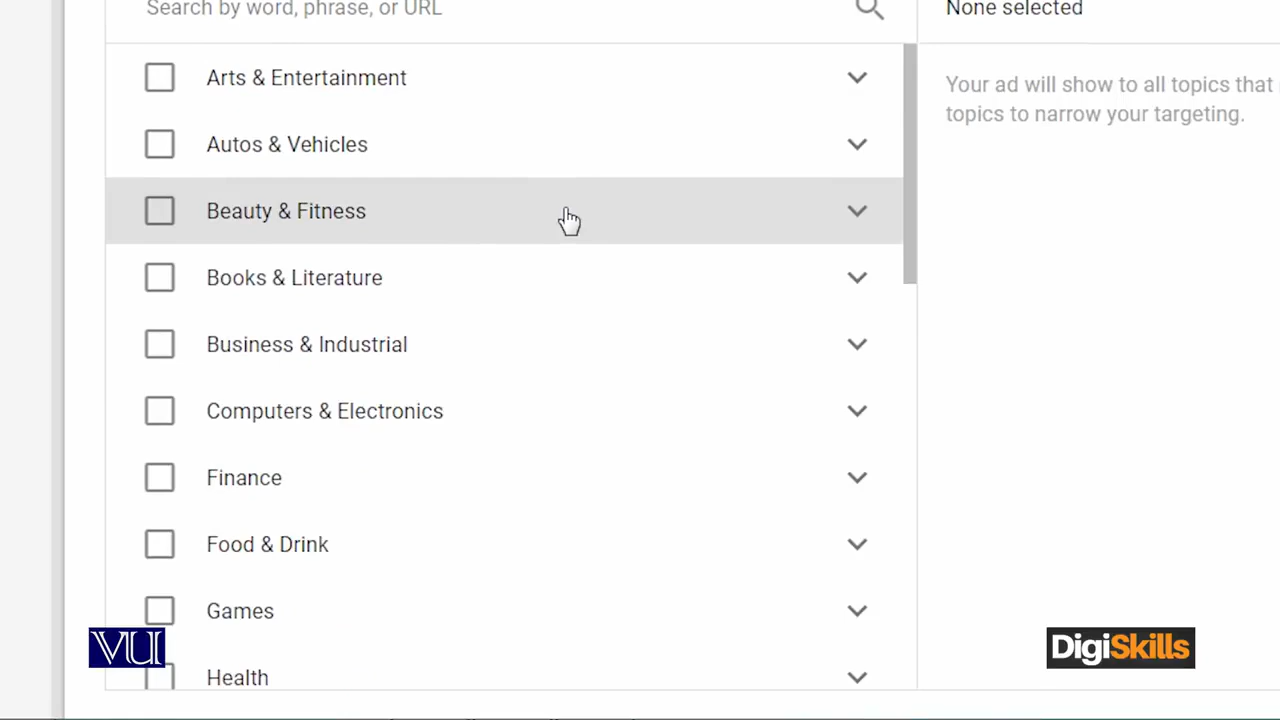 Search by word, phrase, or URL
None selected
Arts & Entertainment
Your ad will show to all topics that
topics to narrow your targeting.
Autos & Vehicles
Beauty & Fitness
Books & Literature
Business & Industrial
Computers & Electronics
Finance
Food & Drink
Games
VU
DigiSkills
Health